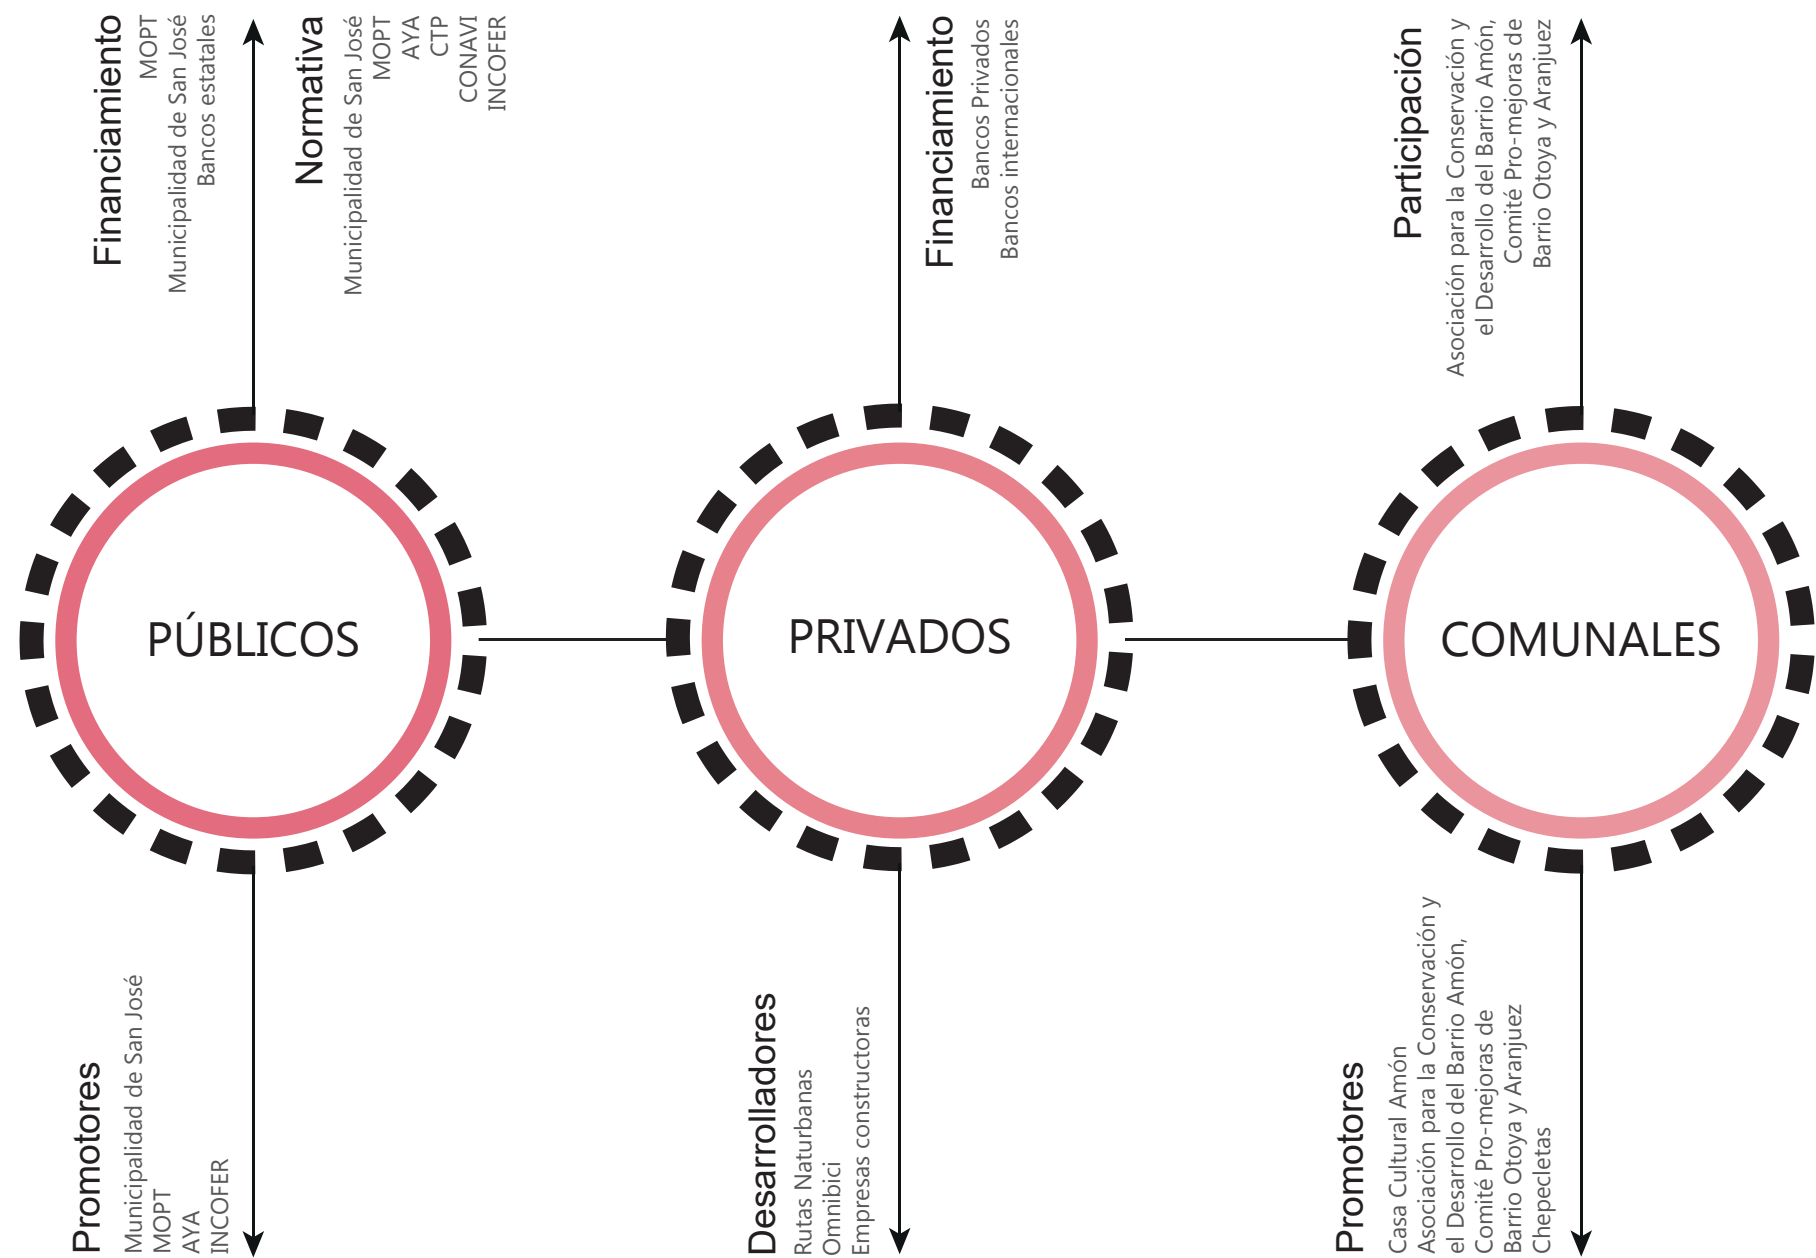 Financiamiento
MOPT
Municipalidad de San José
Bancos estatales
Normativa
Municipalidad de San José
MOPT
AYA
CTP
CONAVI
INCOFER
Financiamiento
Bancos Privados
Bancos internacionales
Participación
Asociación para la Conservación y
el Desarrollo del Barrio Amón,
Comité Pro-mejoras de
Barrio Otoya y Aranjuez
PÚBLICOS
PRIVADOS
COMUNALES
Promotores
Municipalidad de San José
MOPT
AYA
INCOFER
Desarrolladores
Rutas Naturbanas
Omnibici
Empresas constructoras
Promotores
Casa Cultural Amón
Asociación para la Conservación y
el Desarrollo del Barrio Amón,
Comité Pro-mejoras de
Barrio Otoya y Aranjuez
Chepecletas